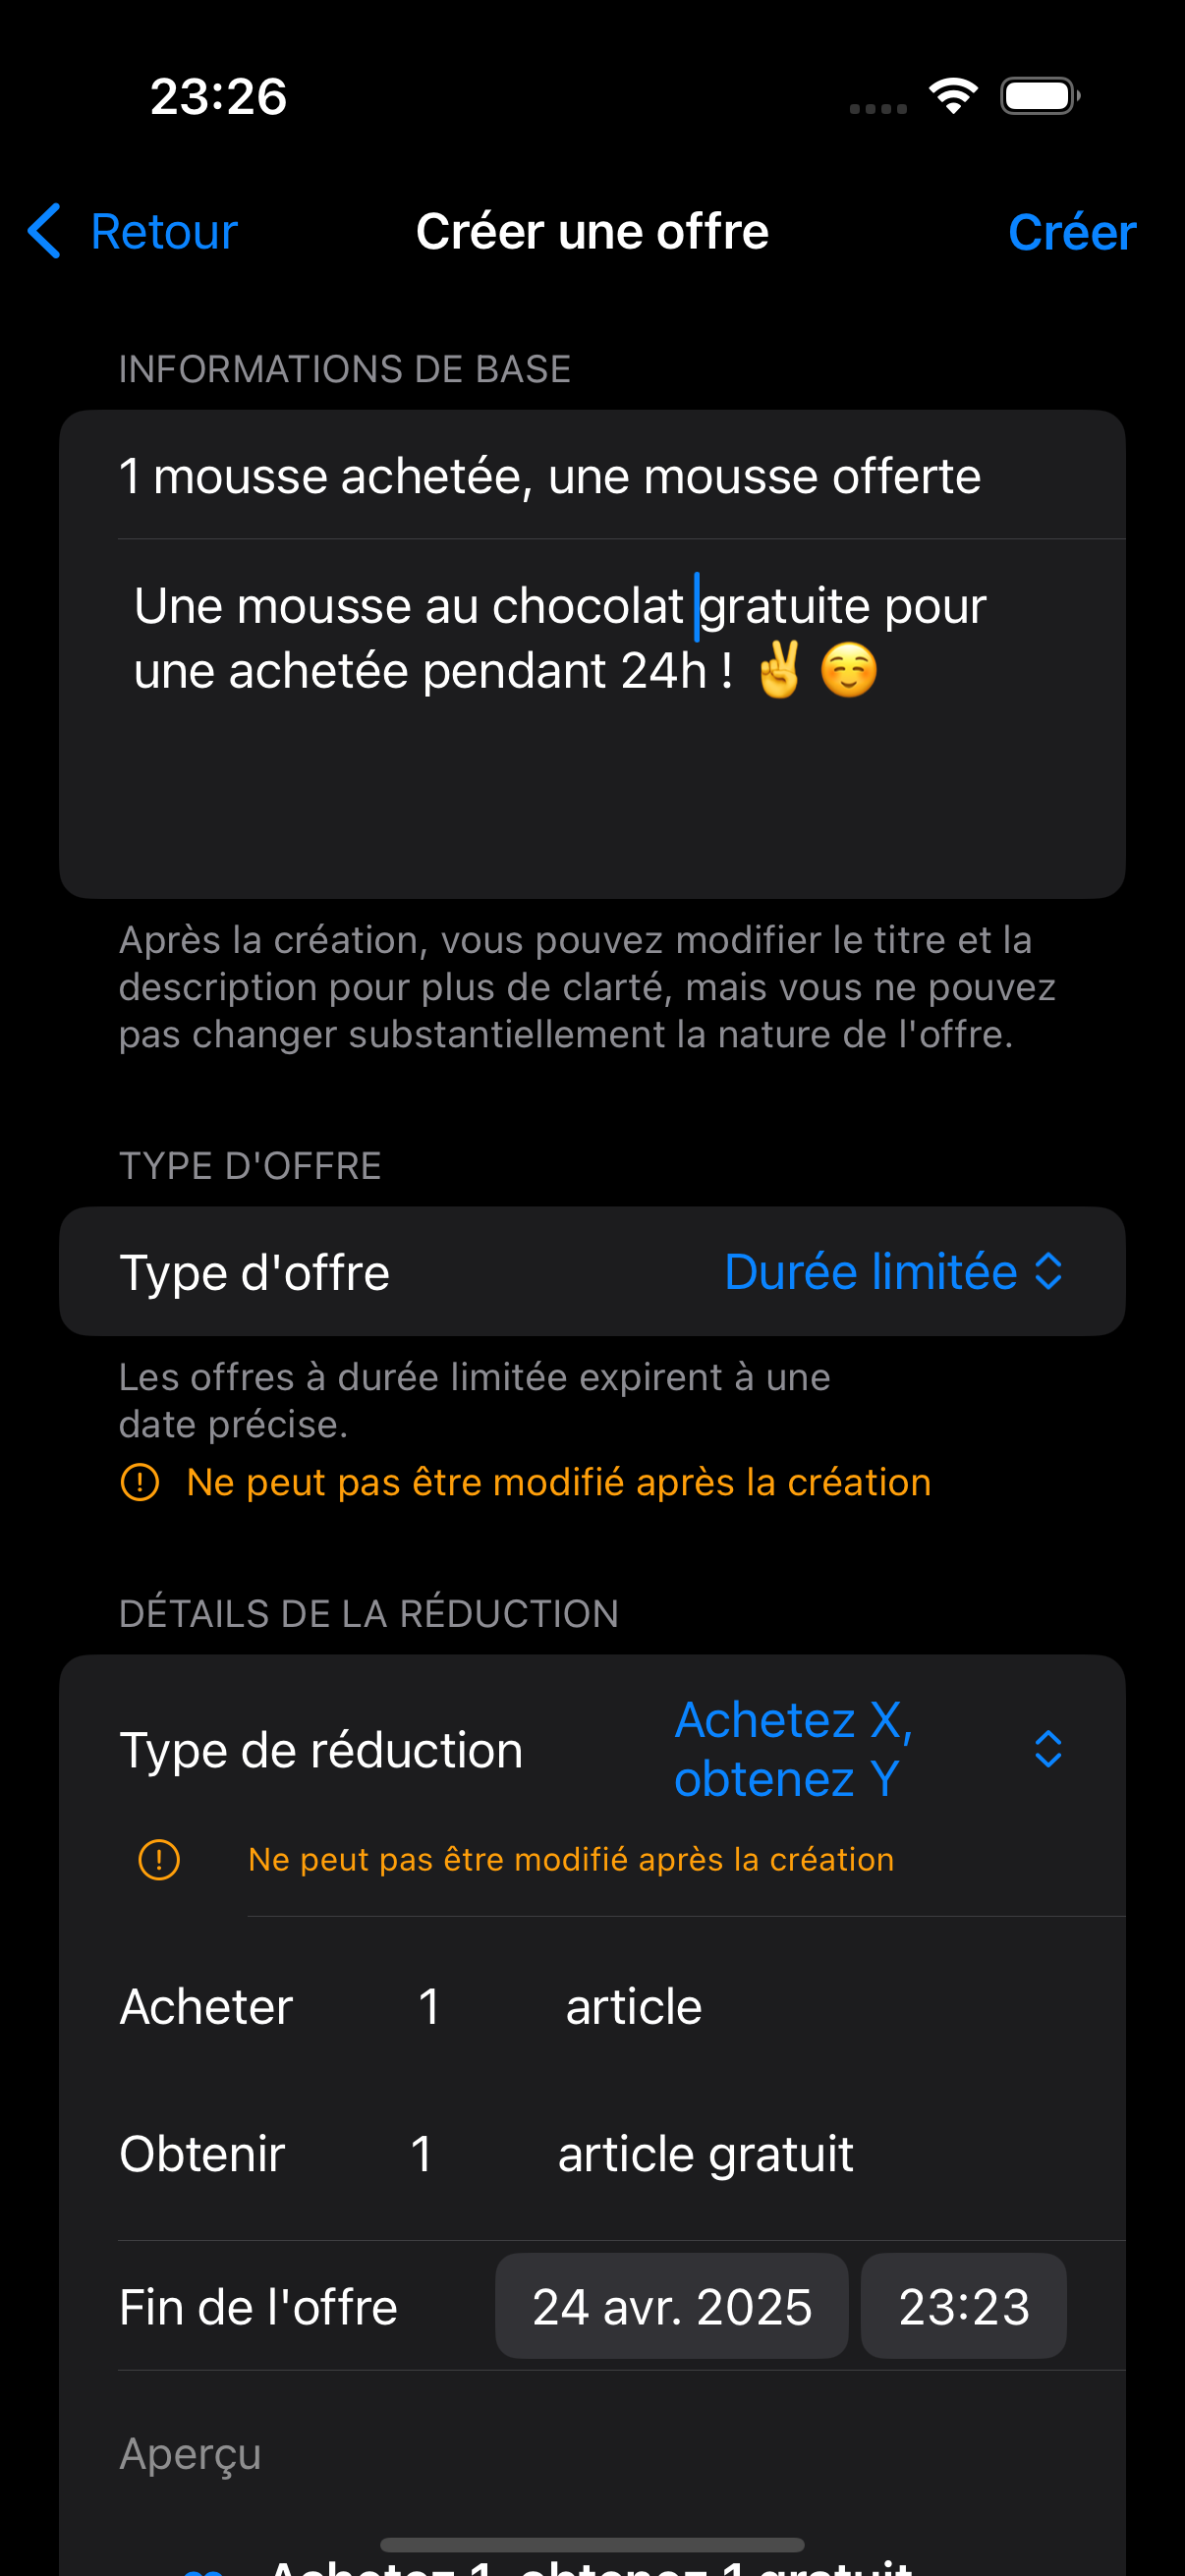 23:26
Retour
Créer une offre
Créer
INFORMATIONS DE BASE
1 mousse achetée, une mousse offerte
Une mousse au chocolat gratuite pour
une achetée pendant 24h ! ✌️ ☺️
Après la création, vous pouvez modifier le titre et la
description pour plus de clarté, mais vous ne pouvez
pas changer substantiellement la nature de l'offre.
TYPE D'OFFRE
Type d'offre
Durée limitée
Les offres à durée limitée expirent à une
date précise.
Ne peut pas être modifié après la création
DÉTAILS DE LA RÉDUCTION
Type de réduction
Achetez X,
obtenez Y
Ne peut pas être modifié après la création
Acheter 1 article
Obtenir 1 article gratuit
Fin de l'offre 24 avr. 2025 23:23
Aperçu
Achetez 1, obtenez 1 gratuit